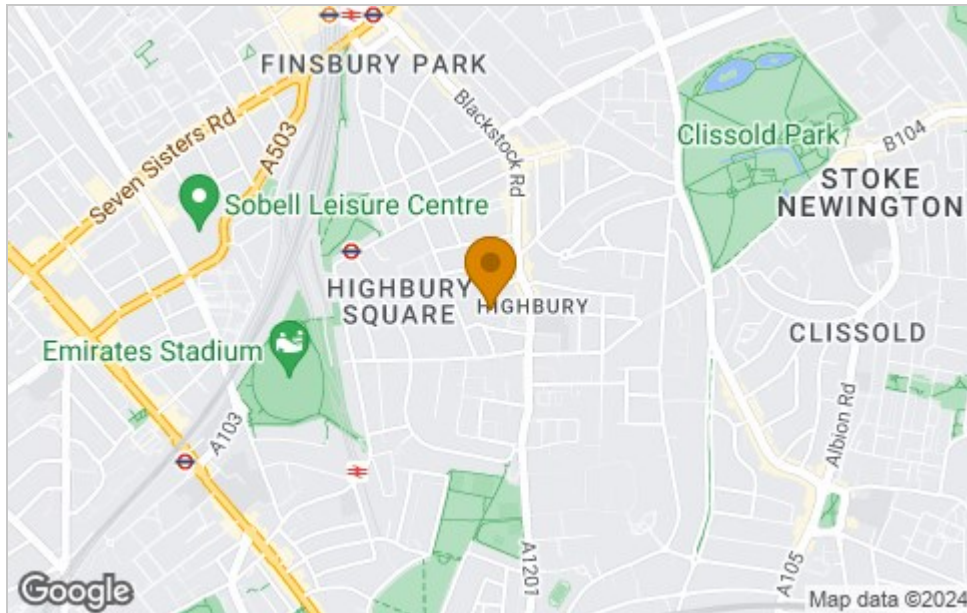 FINSBURY PARK
Blackstock Rd
Seven Sisters Rd
A503
Clissold Park
B104
STOKE
NEWINGTON
Sobell Leisure Centre
HIGHBURY
SQUARE
HIGHBURY
CLISSOLD
Emirates Stadium
Albion Rd
A103
A1201
A105
Google
Map data ©2024